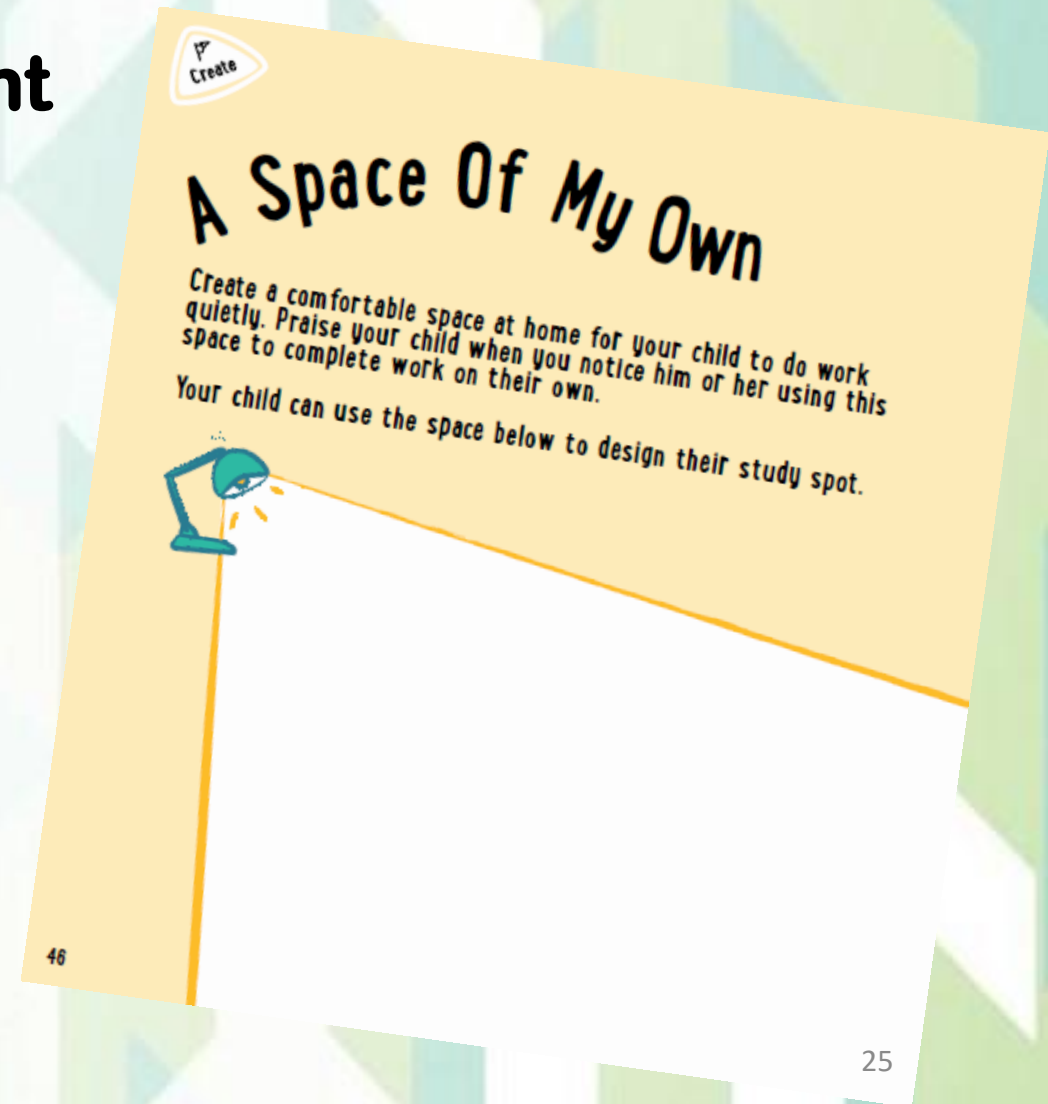 nt
Create
A Space Of My Own
Create a comfortable space at home for your child to do work
quietly. Praise your child when you notice him or her using this
space to complete work on their own.
Your child can use the space below to design their study spot.
46
25